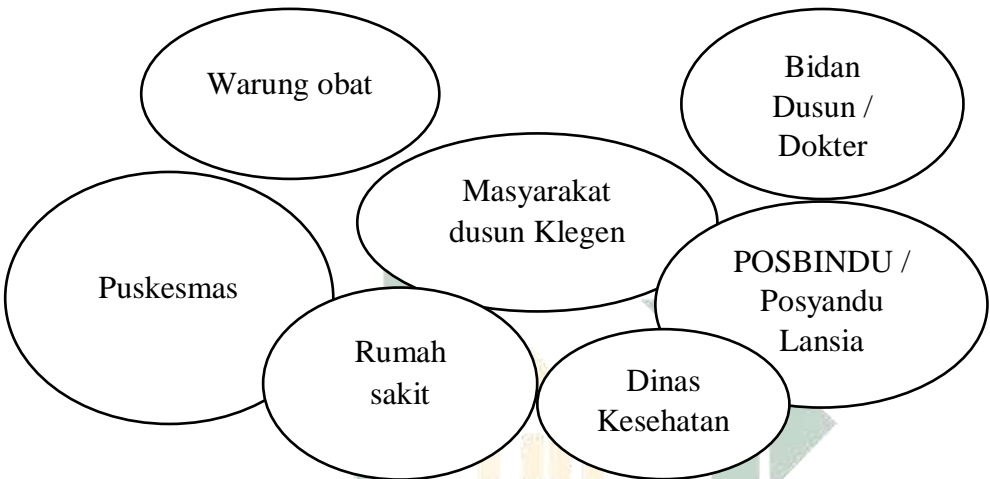 Warung obat
Bidan
Dusun /
Dokter
Masyarakat
dusun Klegen
Puskesmas
POSBINDU /
Posyandu
Lansia
Rumah
sakit
Dinas
Kesehatan